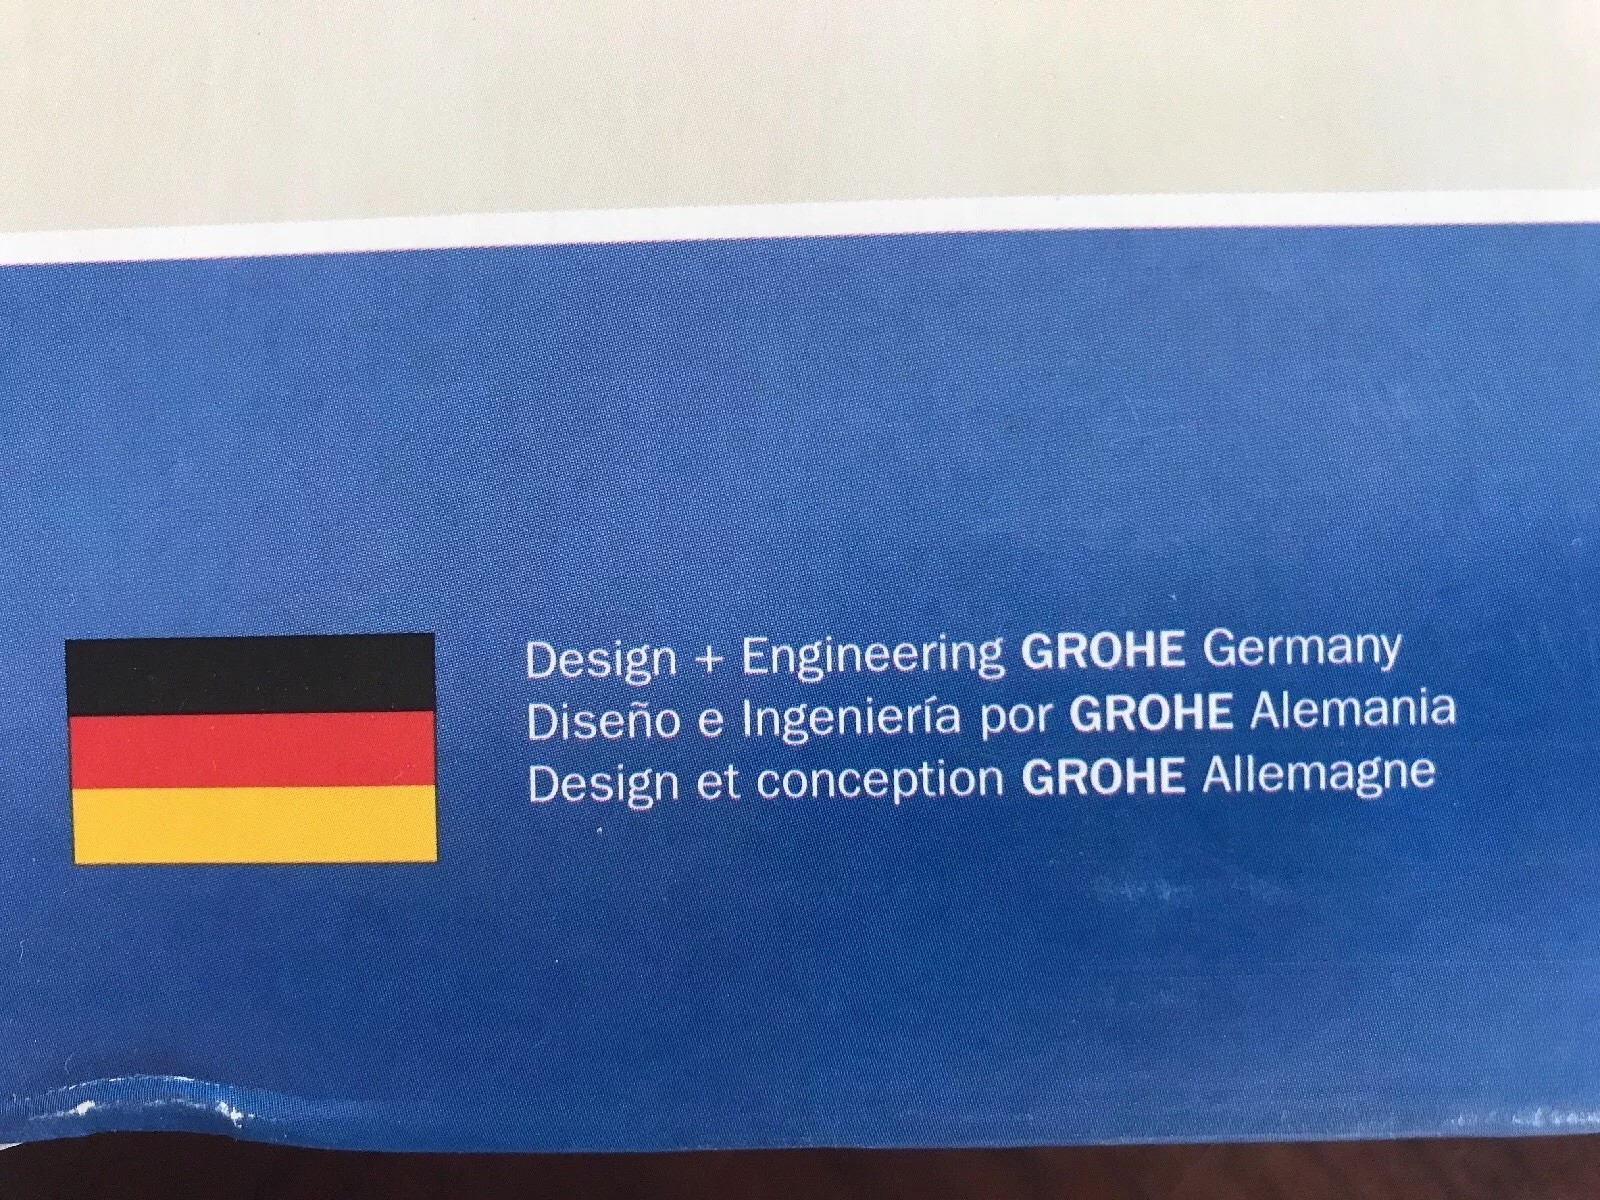 Design + Engineering GROHE Germany
Diseño e Ingeniería por GROHE Alemania
Design et conception GROHE Allemagne